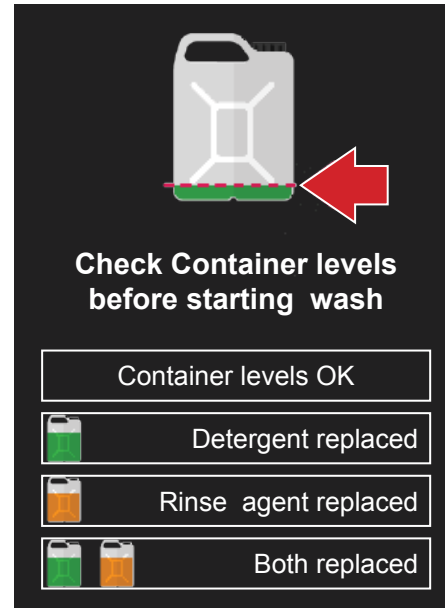 Check Container levels
before starting wash
Container levels OK
Detergent replaced
Rinse agent replaced
Both replaced